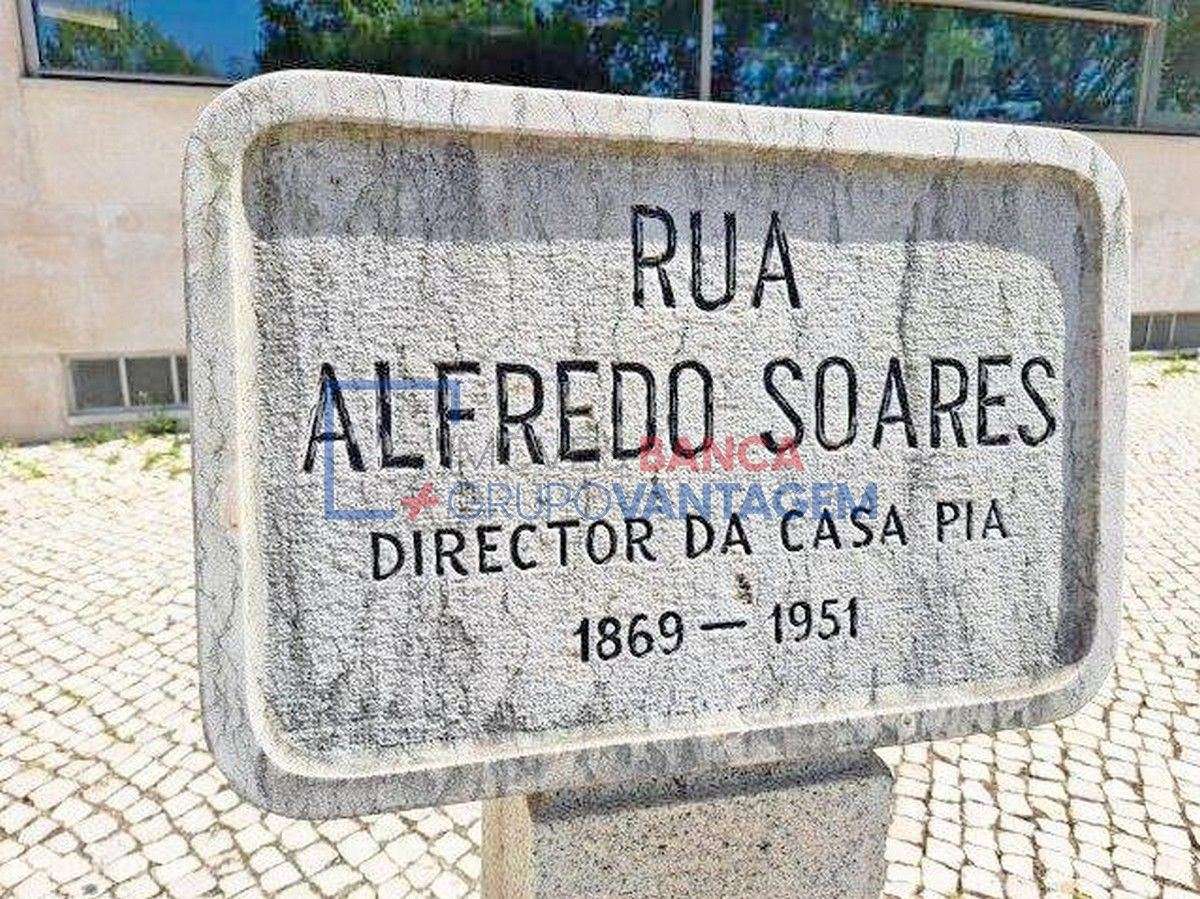 RUA
ALFREDO SOARES
DIRECTOR DA CASA PIA
1869 — 1951
BANCA
GRUPOVANTAGEM